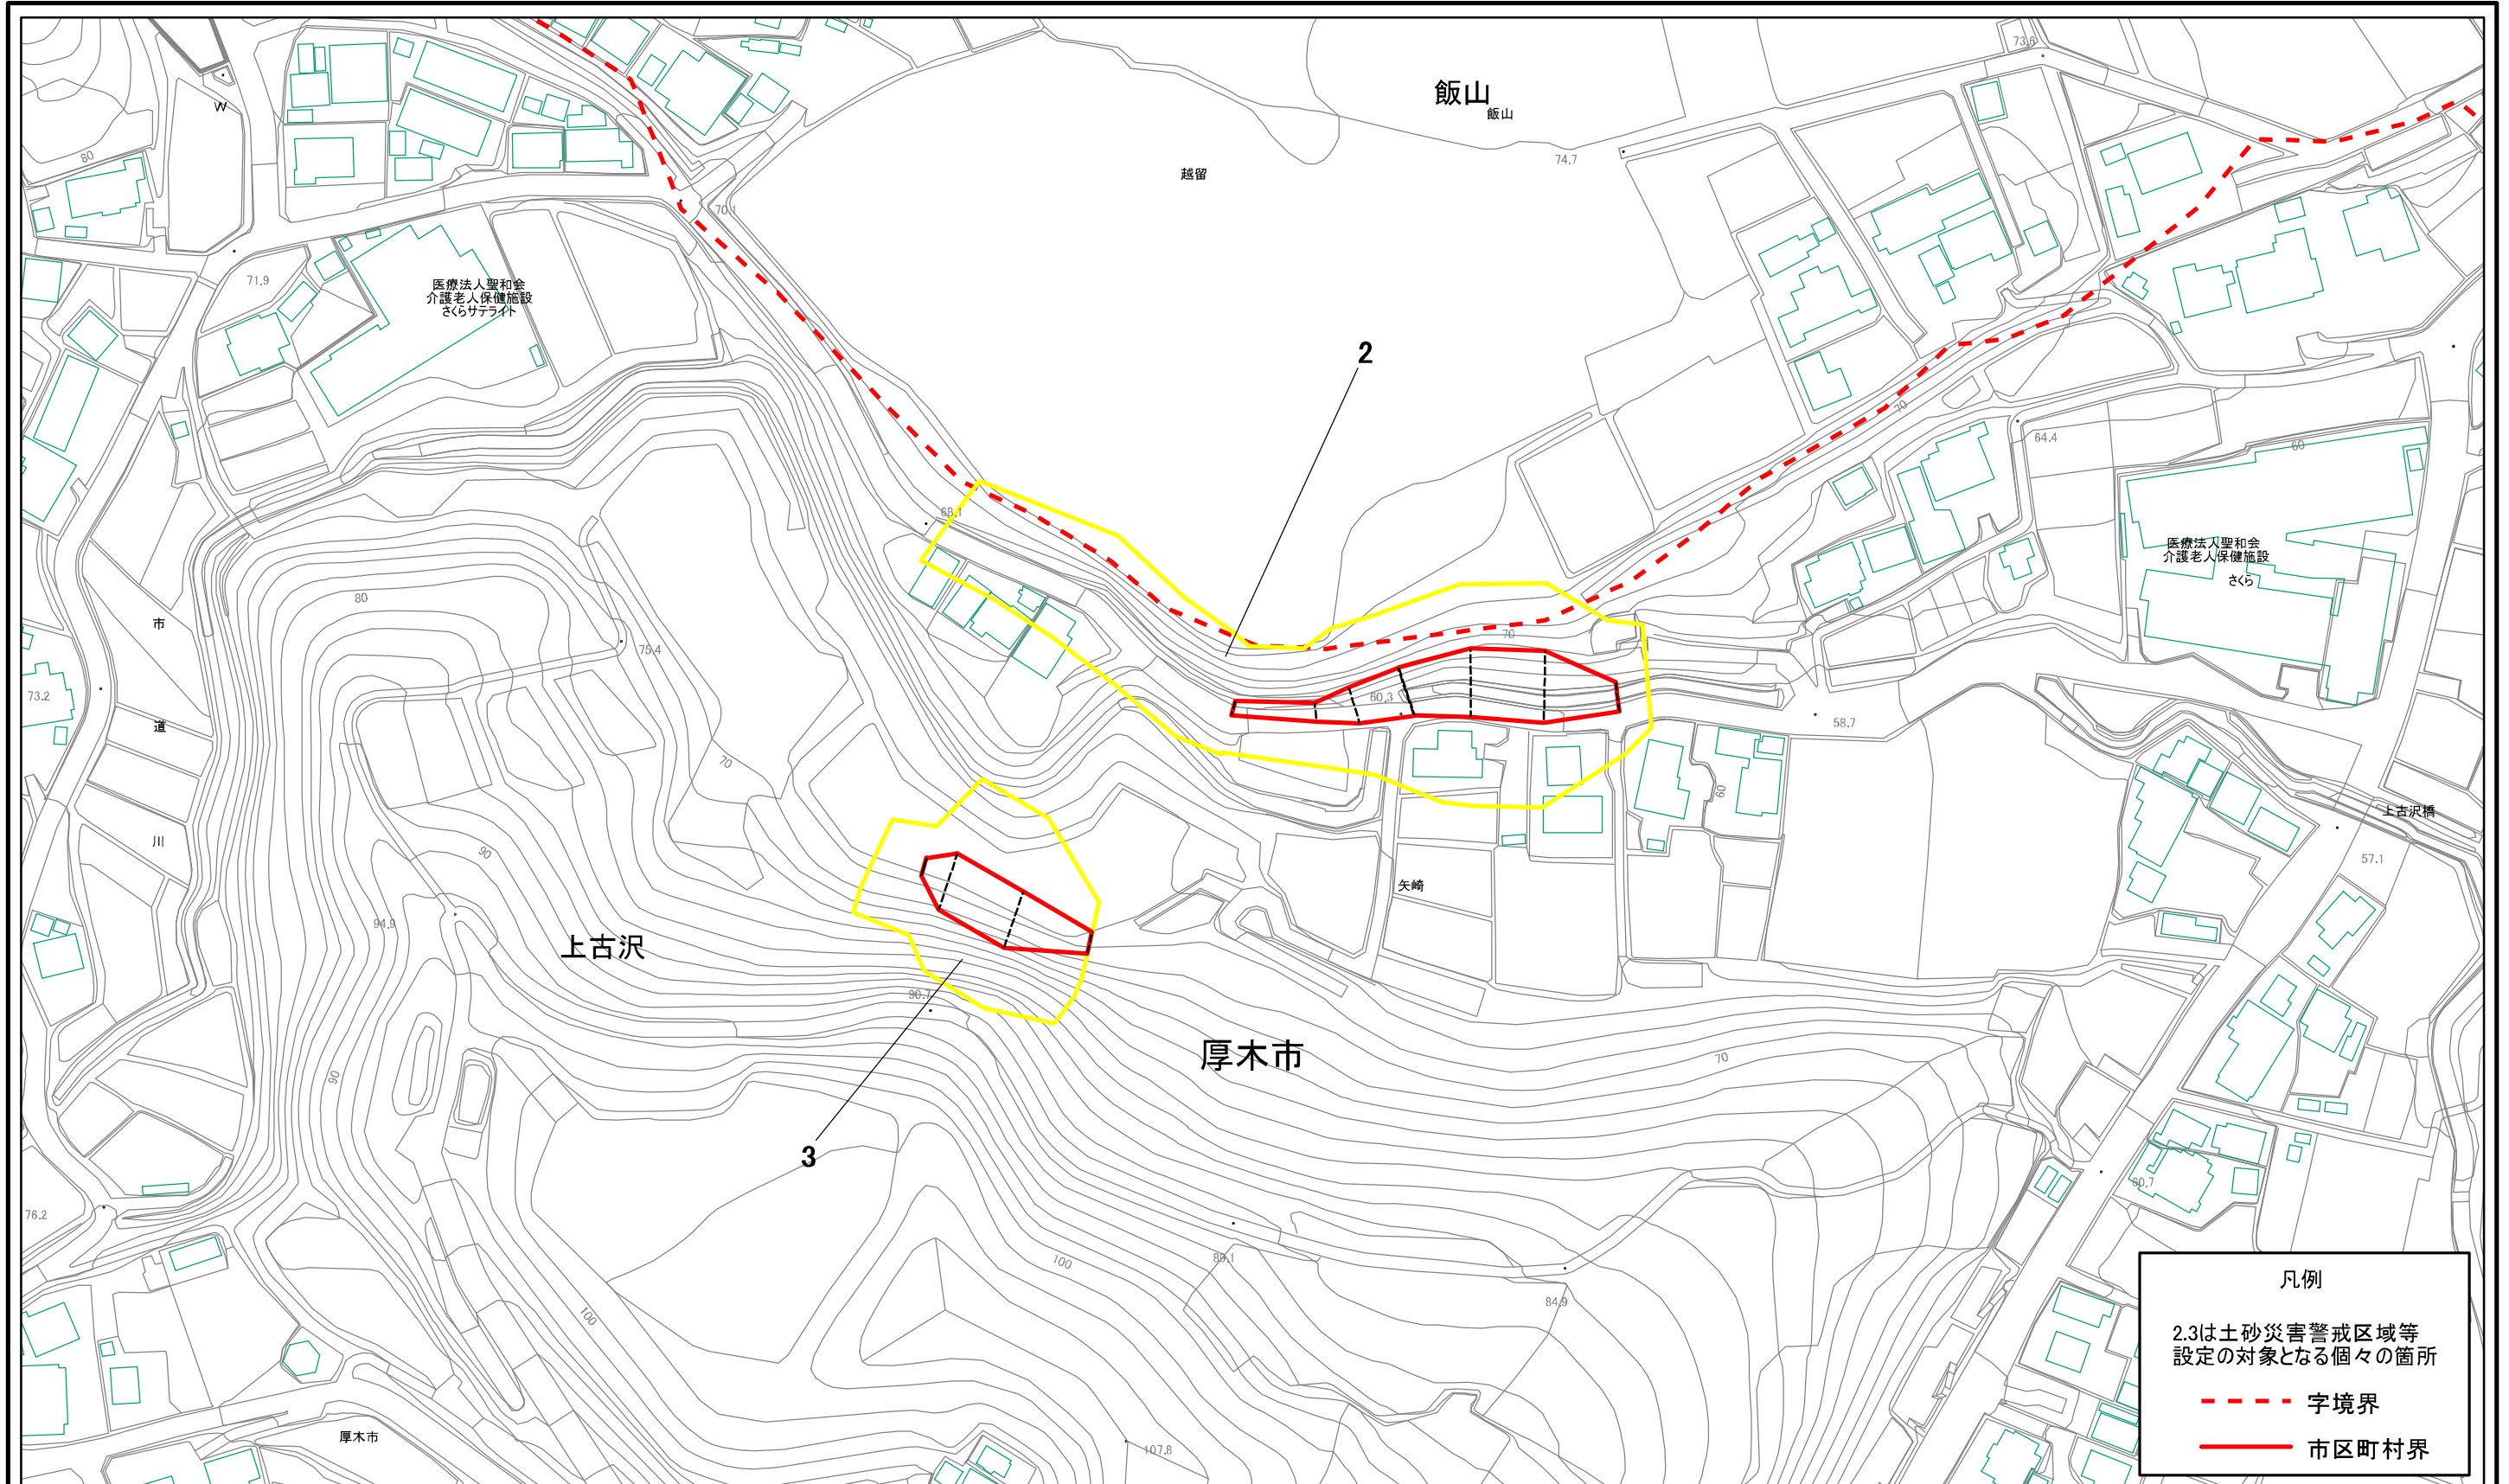 飯山
飯山
73.6
W
80
越留
74.7
70.1
71.9
医療法人聖和会
介護老人保健施設
さくらサテライト
2
70
64.4
60
68.1
医療法人聖和会
介護老人保健施設
さくら
80
市
75.4
70
73.2
60.3
道
58.7
70
60
川
上古沢橋
90
57.1
矢崎
94.9
上古沢
90.7
厚木市
70
90
3
60.7
76.2
89.1
100
84.9
100
厚木市
107.8
凡例
2.3は土砂災害警戒区域等
設定の対象となる個々の箇所
字境界
市区町村界